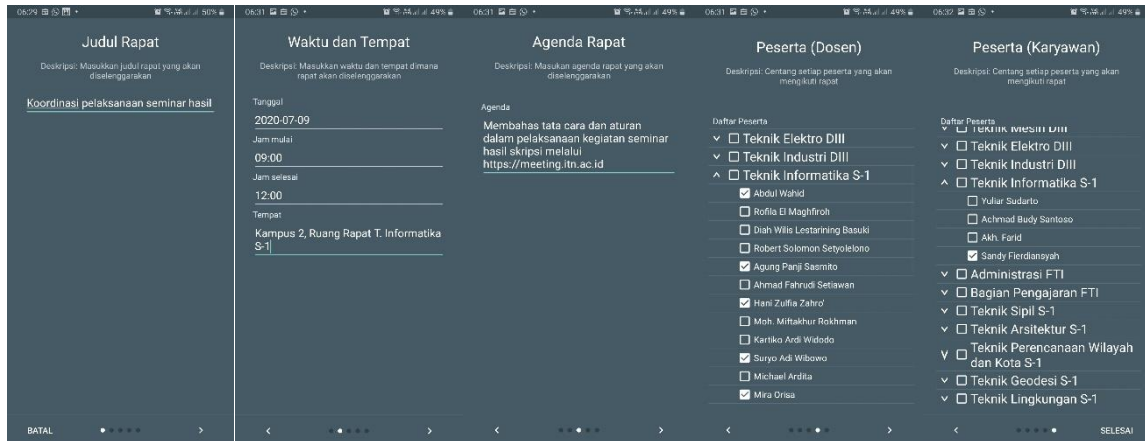 06:29
50%
Judul Rapat
Deskripsi: Masukkan judul rapat yang akan
diselenggarakan
Koordinasi pelaksanaan seminar hasil
BATAL
06:31
49%
Waktu dan Tempat
Deskripsi: Masukkan waktu dan tempat dimana
rapat akan diselenggarakan
Tanggal
2020-07-09
Jam mulai
09:00
Jam selesai
12:00
Tempat
Kampus 2, Ruang Rapat T. Informatika
S-1
06:31
49%
Agenda Rapat
Deskripsi: Masukan agenda rapat yang akan
diselenggarakan
Agenda
Membahas tata cara dan aturan
dalam pelaksanaan kegiatan seminar
hasil skripsi melalui
https://meeting.itn.ac.id
06:31
49%
Peserta (Dosen)
Deskripsi: Centang setiap peserta yang akan
mengikuti rapat
Daftar Peserta
Teknik Elektro DIII
Teknik Industri DIII
Teknik Informatika S-1
Abdul Wahid
Rofila El Maghfiroh
Diah Wilis Lestarining Basuki
Robert Solomon Setyolelono
Agung Panji Sasmito
Ahmad Fahrudi Setiawan
Hani Zulfia Zahro'
Moh. Miftakhur Rokhman
Kartiko Ardi Widodo
Suryo Adi Wibowo
Michael Ardita
Mira Orisa
06:32
49%
Peserta (Karyawan)
Deskripsi: Centang setiap peserta yang akan
mengikuti rapat
Daftar Peserta
Teknik Mesin DIII
Teknik Elektro DIII
Teknik Industri DIII
Teknik Informatika S-1
Yuliar Sudarto
Achmad Budy Santoso
Akh. Farid
Sandy Fierdiansyah
Administrasi FTI
Bagian Pengajaran FTI
Teknik Sipil S-1
Teknik Arsitektur S-1
Teknik Perencanaan Wilayah
dan Kota S-1
Teknik Geodesi S-1
Teknik Lingkungan S-1
SELESAI